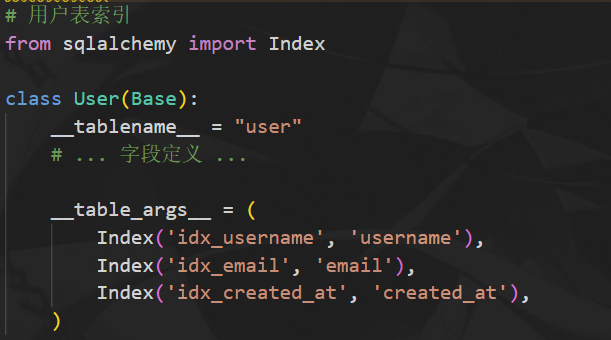 # 用户表索引
from sqlalchemy import Index
class User(Base):
    __tablename__ = "user"
    # ... 字段定义 ...
    __table_args__ = (
        Index('idx_username', 'username'),
        Index('idx_email', 'email'),
        Index('idx_created_at', 'created_at'),
    )